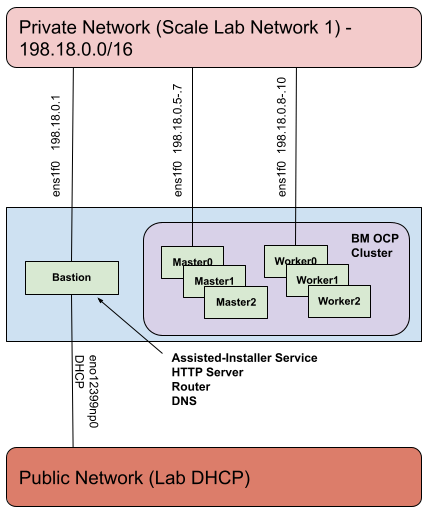 Private Network (Scale Lab Network 1) -
198.18.0.0/16
ens1f0 198.18.0.1
ens1f0 198.18.0.5-.7
ens1f0 198.18.0.8-.10
BM OCP
Cluster
Bastion
Master0
Master1
Master2
Worker0
Worker1
Worker2
eno12399np0
DHCP
Assisted-Installer Service
HTTP Server
Router
DNS
Public Network (Lab DHCP)